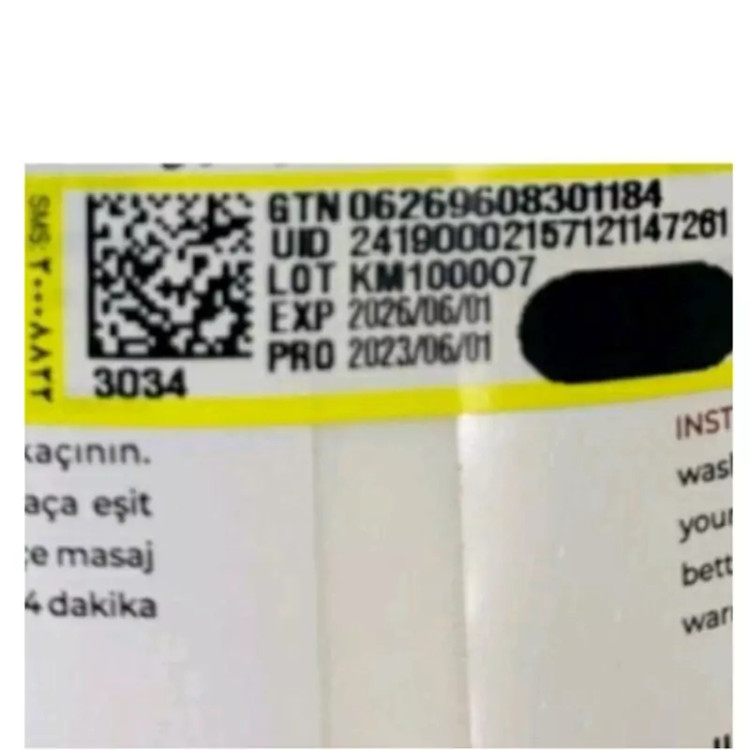 GTN 06269608301184
UID 24190002157121147261
LOT KM100007
EXP 2026/06/01
PRO 2023/06/01
3034
kaçının.
aça eşit
masaj
4 dakika
INST
wash
your
bett
war